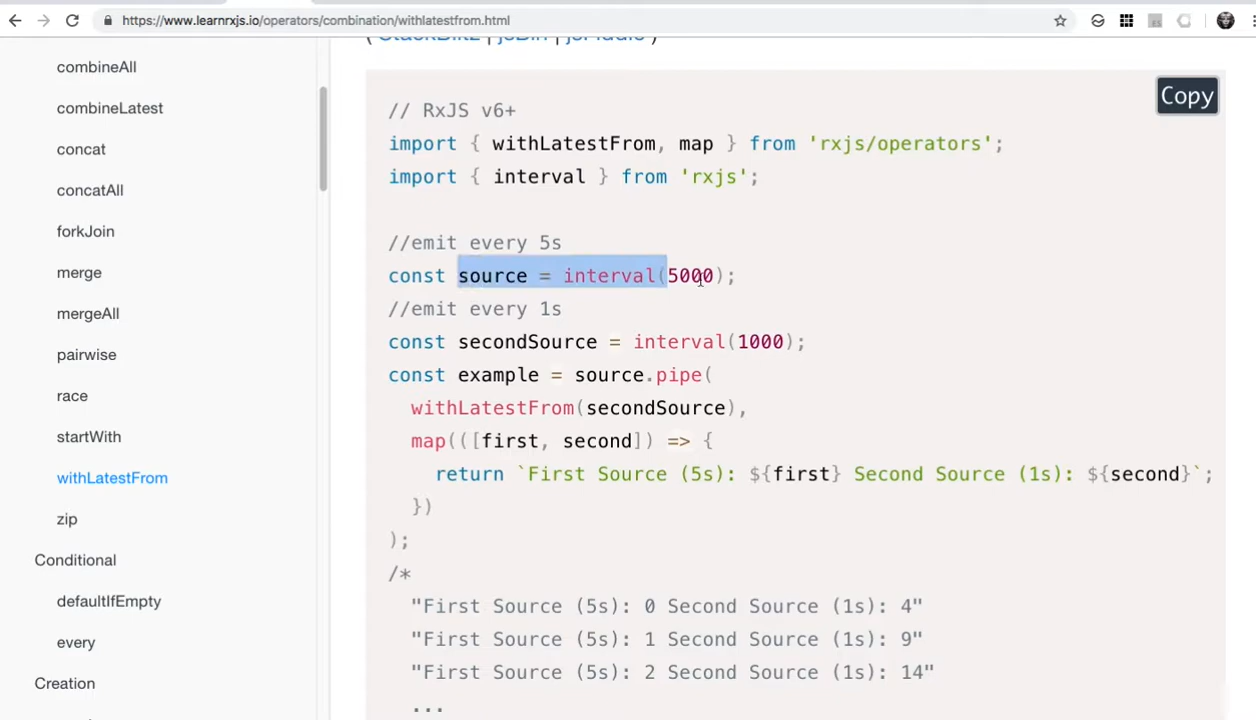 https://www.learnrxjs.io/operators/combination/withlatestfrom.html
combineAll
combineLatest
concat
concatAll
forkJoin
merge
mergeAll
pairwise
race
startWith
withLatestFrom
zip
Conditional
defaultIfEmpty
every
Creation
( StackBlitz | jsBin | jsFiddle )
Copy
// RxJS v6+
import { withLatestFrom, map } from 'rxjs/operators';
import { interval } from 'rxjs';
//emit every 5s
const source = interval(5000);
//emit every 1s
const secondSource = interval(1000);
const example = source.pipe(
withLatestFrom(secondSource),
map(([first, second]) => {
return `First Source (5s): ${first} Second Source (1s): ${second}`;
})
);
/*
"First Source (5s): 0 Second Source (1s): 4"
"First Source (5s): 1 Second Source (1s): 9"
"First Source (5s): 2 Second Source (1s): 14"
...